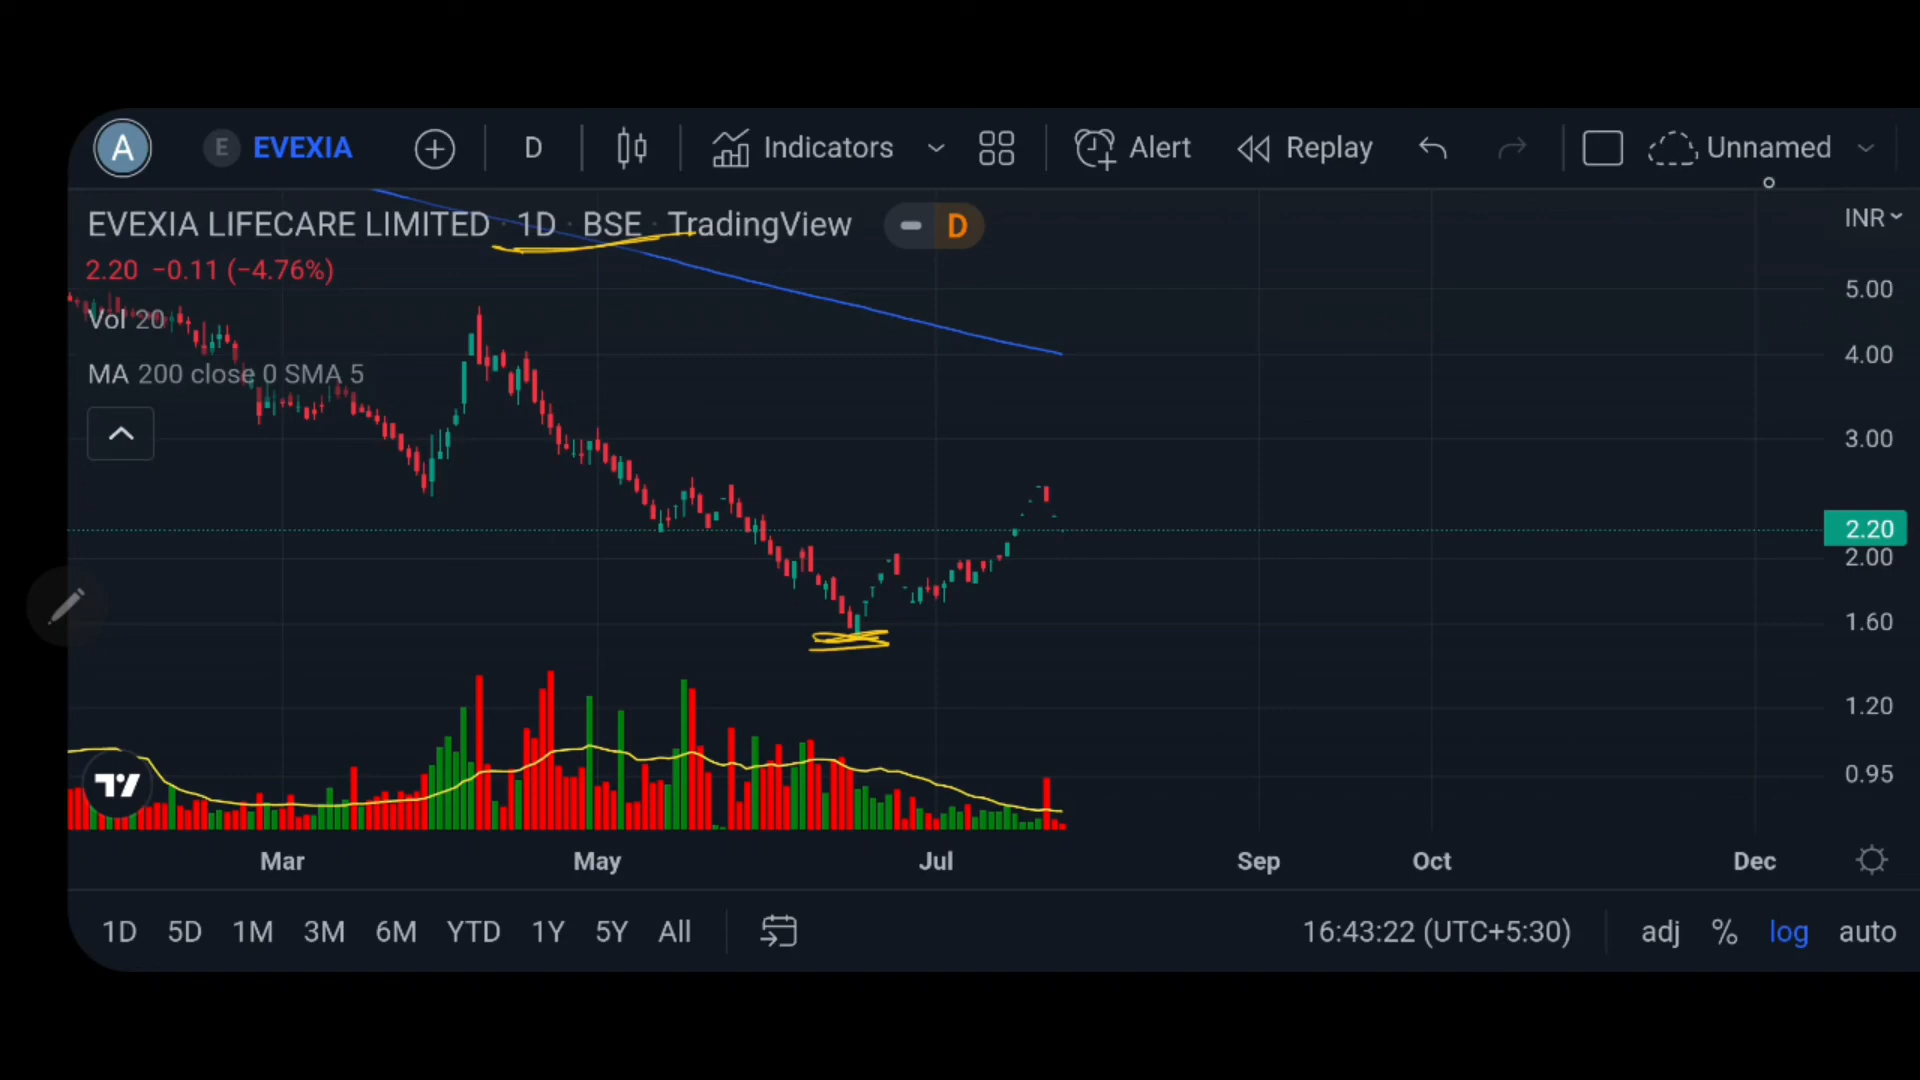 A E EVEXIA D Indicators Alert Replay Unnamed
EVEXIA LIFECARE LIMITED · 1D · BSE · TradingView D
INR
2.20 −0.11 (−4.76%)
5.00
Vol 20
4.00
MA 200 close 0 SMA 5
3.00
2.20
2.00
1.60
1.20
0.95
Mar May Jul Sep Oct Dec
1D 5D 1M 3M 6M YTD 1Y 5Y All 16:43:22 (UTC+5:30) adj % log auto